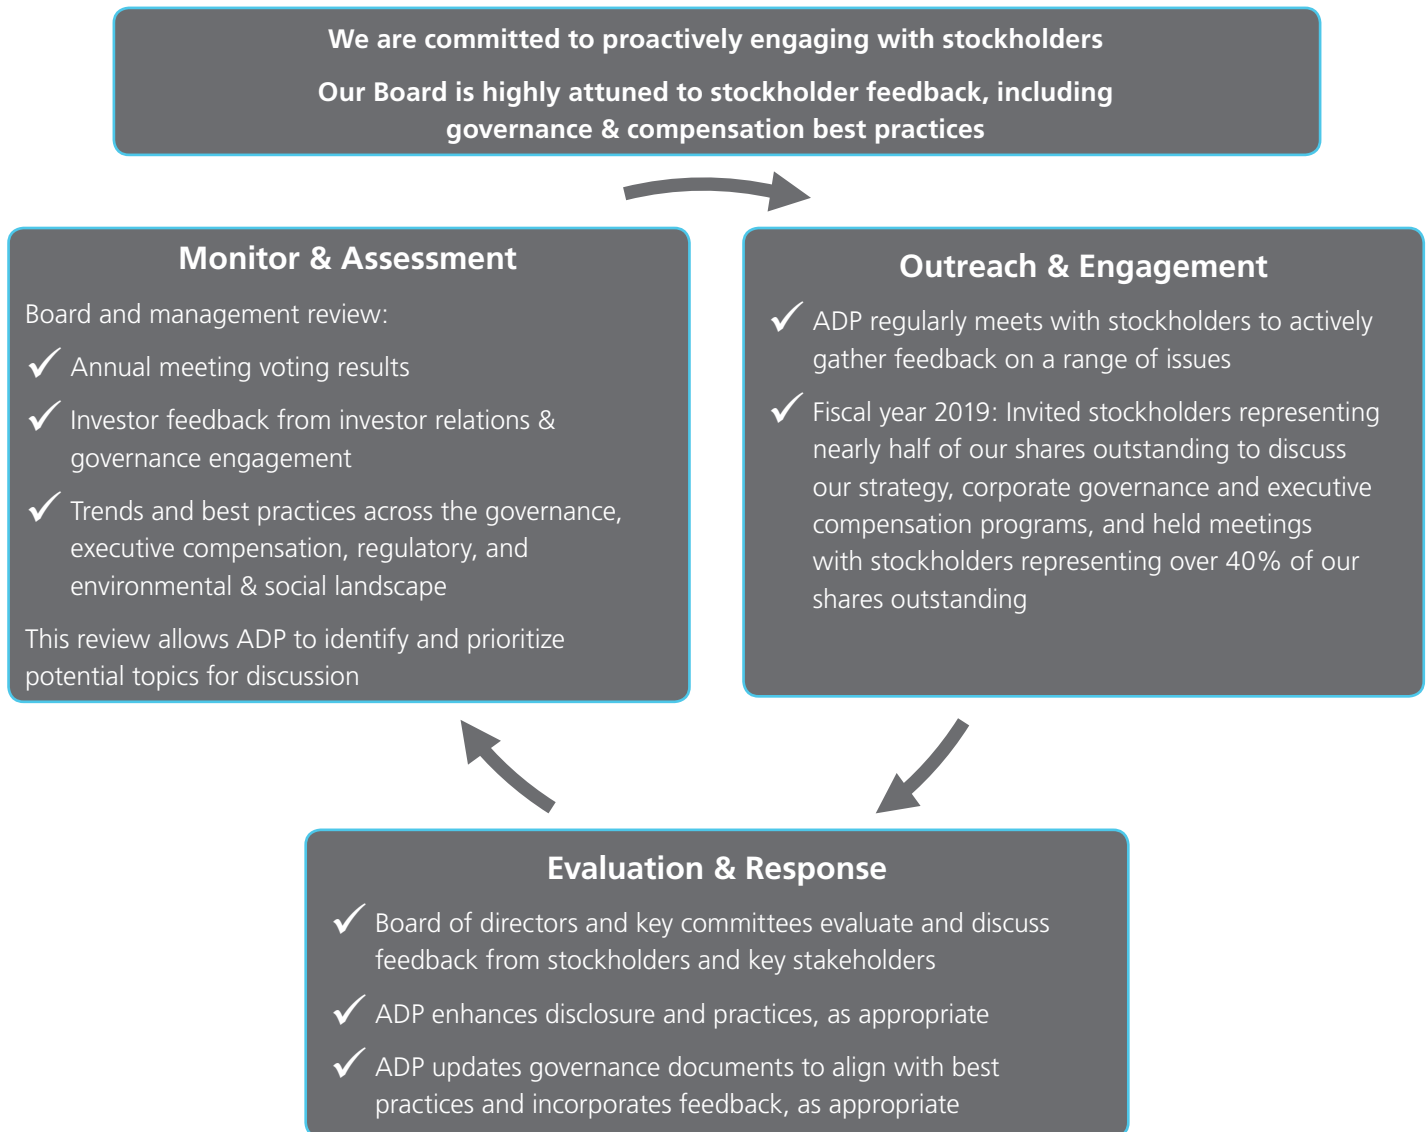 We are committed to proactively engaging with stockholders
Our Board is highly attuned to stockholder feedback, including
governance & compensation best practices
Monitor & Assessment
Board and management review:
Annual meeting voting results
Investor feedback from investor relations &
governance engagement
Trends and best practices across the governance,
executive compensation, regulatory, and
environmental & social landscape
This review allows ADP to identify and prioritize
potential topics for discussion
Outreach & Engagement
ADP regularly meets with stockholders to actively
gather feedback on a range of issues
Fiscal year 2019: Invited stockholders representing
nearly half of our shares outstanding to discuss
our strategy, corporate governance and executive
compensation programs, and held meetings
with stockholders representing over 40% of our
shares outstanding
Evaluation & Response
Board of directors and key committees evaluate and discuss
feedback from stockholders and key stakeholders
ADP enhances disclosure and practices, as appropriate
ADP updates governance documents to align with best
practices and incorporates feedback, as appropriate